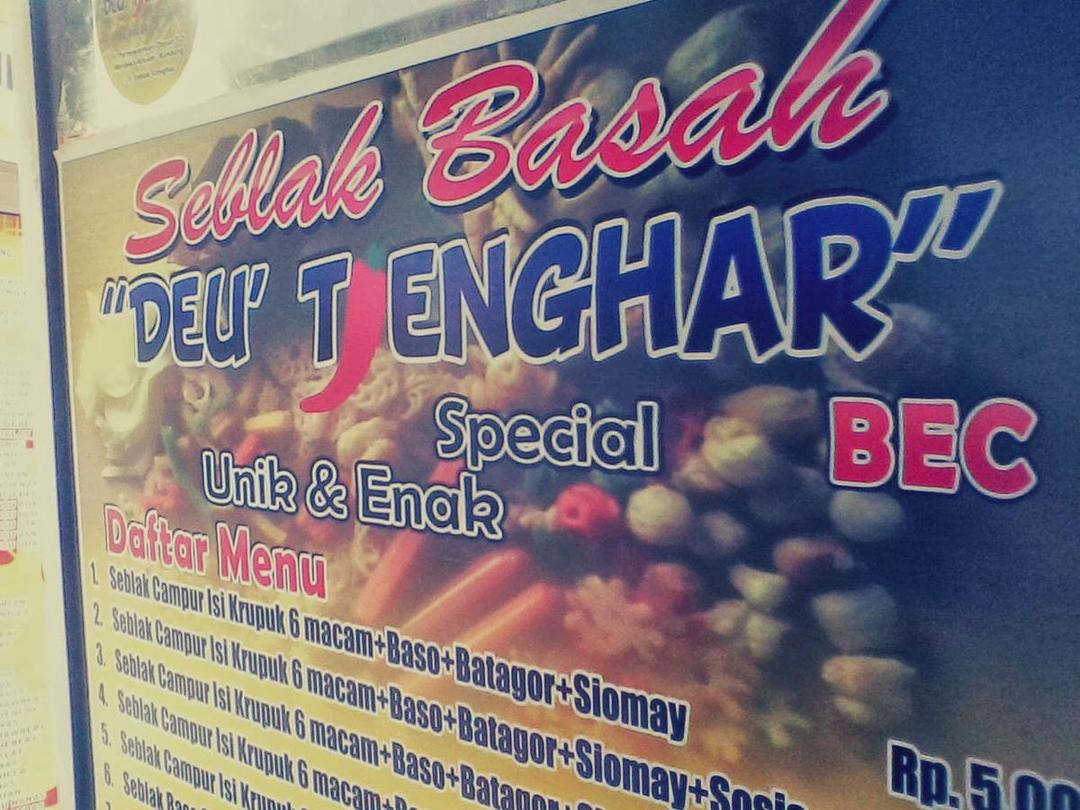 Seblak Basah
"DEU' TJENGHAR"
Special
BEC
Unik & Enak
Daftar Menu
1. Seblak Campur Isi Krupuk 6 macam+Baso+Batagor+Siomay
2. Seblak Campur Isi Krupuk 6 macam+Baso+Batagor+Siomay+Sosis
3. Seblak Campur Isi Krupuk 6 macam+Baso+Batagor+
4. Seblak Campur Isi Krupuk 6 macam+
5. Seblak Campur Isi Krupuk
6. Seblak
Rp. 5.00